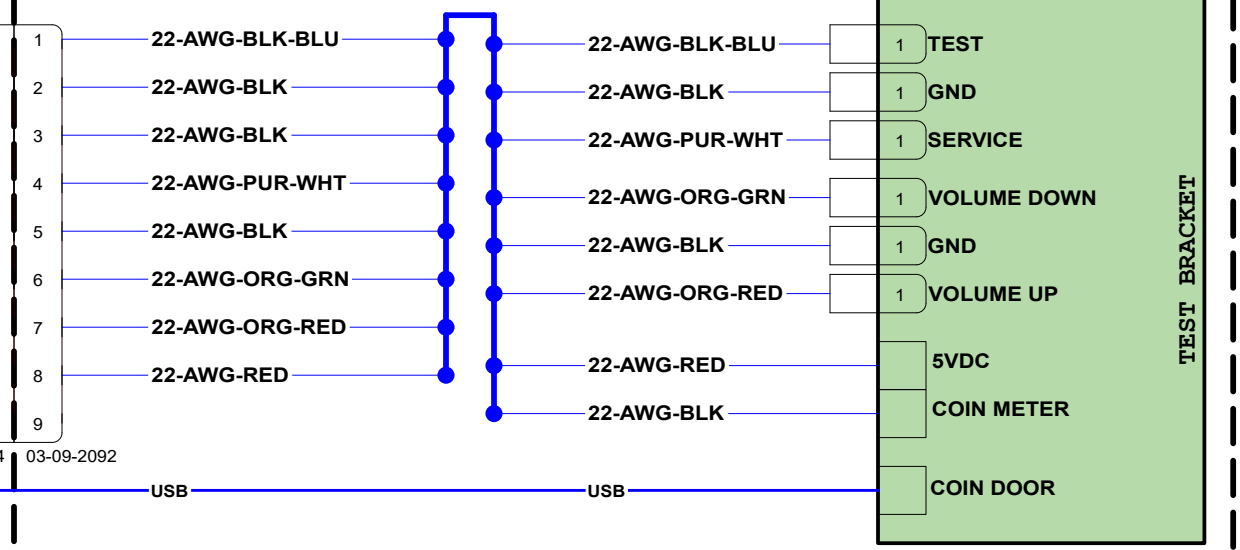 1 22-AWG-BLK-BLU 22-AWG-BLK-BLU 1 TEST
2 22-AWG-BLK 22-AWG-BLK 1 GND
3 22-AWG-BLK 22-AWG-PUR-WHT 1 SERVICE
4 22-AWG-PUR-WHT 22-AWG-ORG-GRN 1 VOLUME DOWN
5 22-AWG-BLK 22-AWG-BLK 1 GND
6 22-AWG-ORG-GRN 22-AWG-ORG-RED 1 VOLUME UP
7 22-AWG-ORG-RED
8 22-AWG-RED 22-AWG-RED 5VDC
9 22-AWG-BLK COIN METER
4 03-09-2092
USB USB COIN DOOR
TEST BRACKET